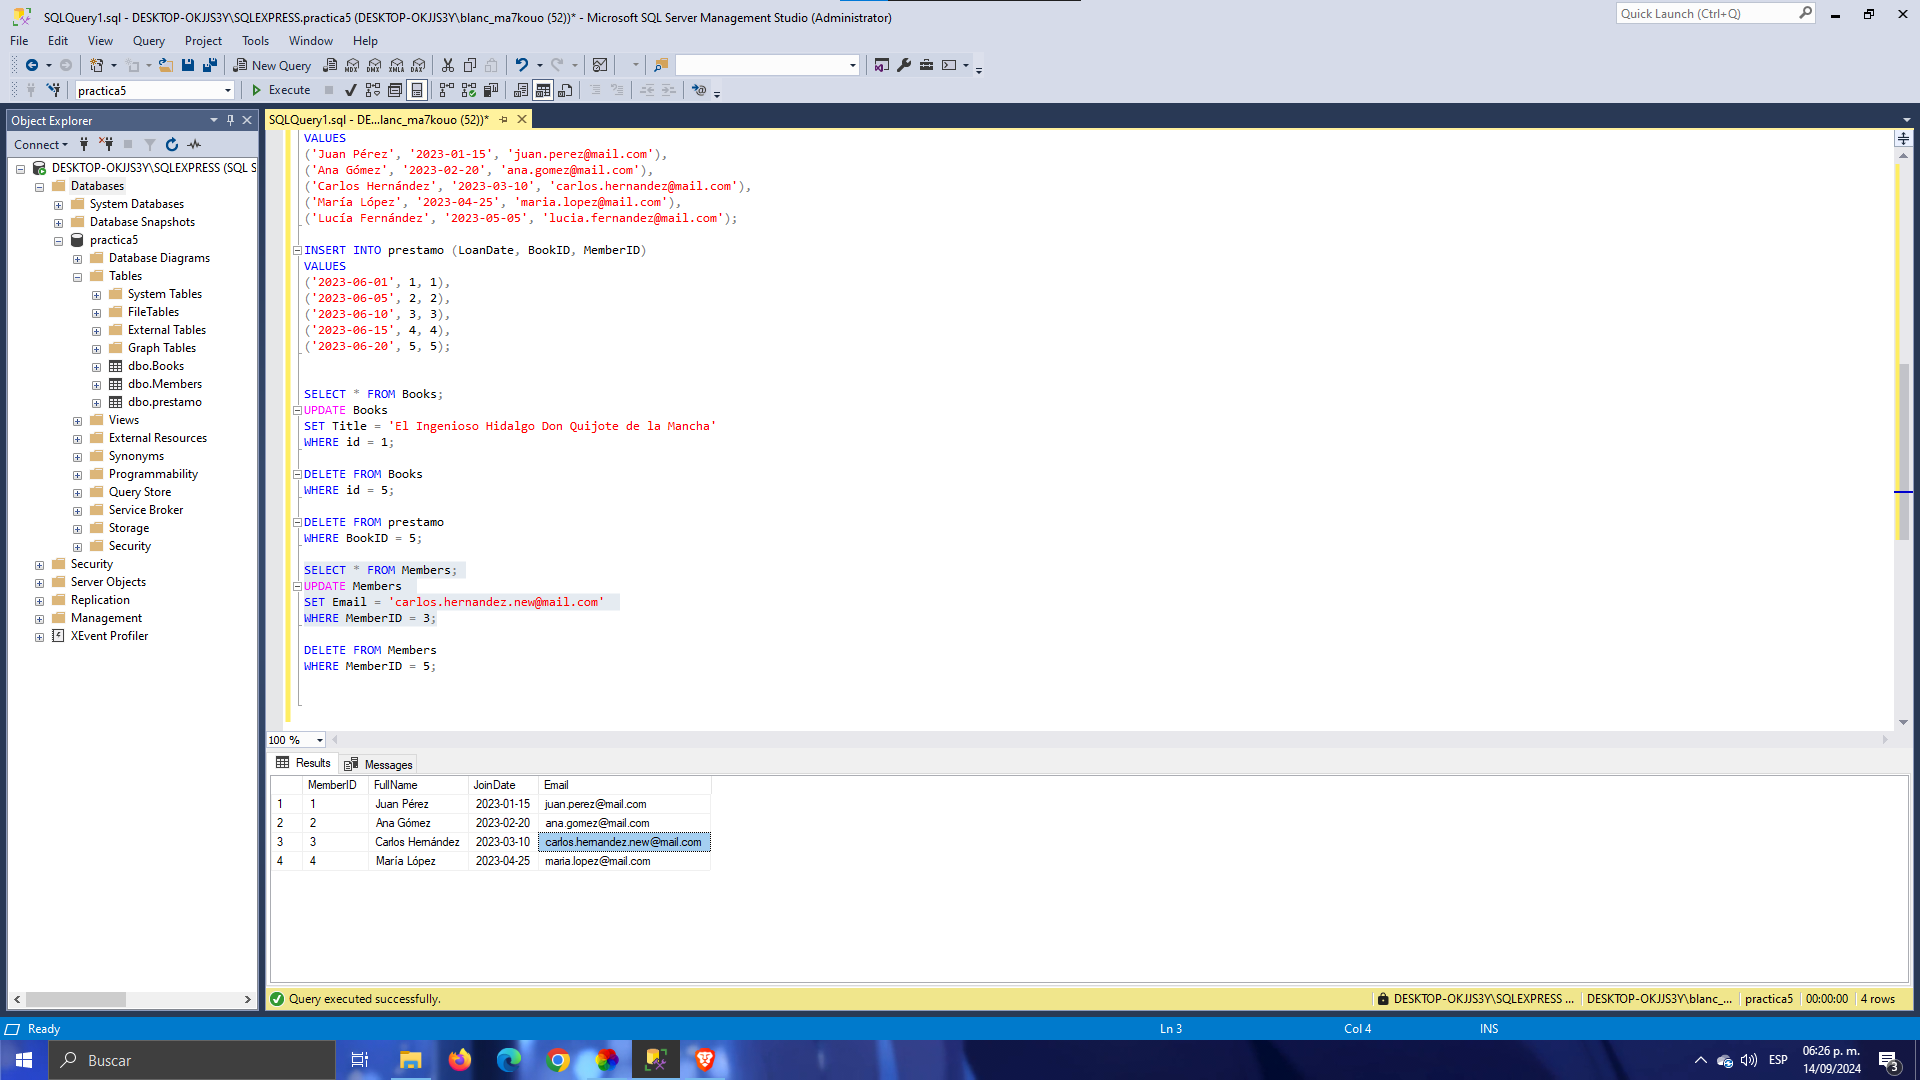 SQLQuery1.sql - DESKTOP-OKJJS3Y\SQLEXPRESS.practica5 (DESKTOP-OKJJS3Y\blanc_ma7kouo (52))* - Microsoft SQL Server Management Studio (Administrator)
Quick Launch (Ctrl+Q)
File Edit View Query Project Tools Window Help
New Query
practica5
Execute
Object Explorer
SQLQuery1.sql - DE...lanc_ma7kouo (52))*
Connect
DESKTOP-OKJJS3Y\SQLEXPRESS (SQL S
Databases
System Databases
Database Snapshots
practica5
Database Diagrams
Tables
System Tables
FileTables
External Tables
Graph Tables
dbo.Books
dbo.Members
dbo.prestamo
Views
External Resources
Synonyms
Programmability
Query Store
Service Broker
Storage
Security
Security
Server Objects
Replication
Management
XEvent Profiler
VALUES
('Juan Pérez', '2023-01-15', 'juan.perez@mail.com'),
('Ana Gómez', '2023-02-20', 'ana.gomez@mail.com'),
('Carlos Hernández', '2023-03-10', 'carlos.hernandez@mail.com'),
('María López', '2023-04-25', 'maria.lopez@mail.com'),
('Lucía Fernández', '2023-05-05', 'lucia.fernandez@mail.com');
INSERT INTO prestamo (LoanDate, BookID, MemberID)
VALUES
('2023-06-01', 1, 1),
('2023-06-05', 2, 2),
('2023-06-10', 3, 3),
('2023-06-15', 4, 4),
('2023-06-20', 5, 5);
SELECT * FROM Books;
UPDATE Books
SET Title = 'El Ingenioso Hidalgo Don Quijote de la Mancha'
WHERE id = 1;
DELETE FROM Books
WHERE id = 5;
DELETE FROM prestamo
WHERE BookID = 5;
SELECT * FROM Members;
UPDATE Members
SET Email = 'carlos.hernandez.new@mail.com'
WHERE MemberID = 3;
DELETE FROM Members
WHERE MemberID = 5;
100 %
Results Messages
MemberID FullName JoinDate Email
1 1 Juan Pérez 2023-01-15 juan.perez@mail.com
2 2 Ana Gómez 2023-02-20 ana.gomez@mail.com
3 3 Carlos Hernández 2023-03-10 carlos.hernandez.new@mail.com
4 4 María López 2023-04-25 maria.lopez@mail.com
Query executed successfully.
DESKTOP-OKJJS3Y\SQLEXPRESS ... DESKTOP-OKJJS3Y\blanc_... practica5 00:00:00 4 rows
Ready Ln 3 Col 4 INS
Buscar
ESP
06:26 p. m.
14/09/2024
3